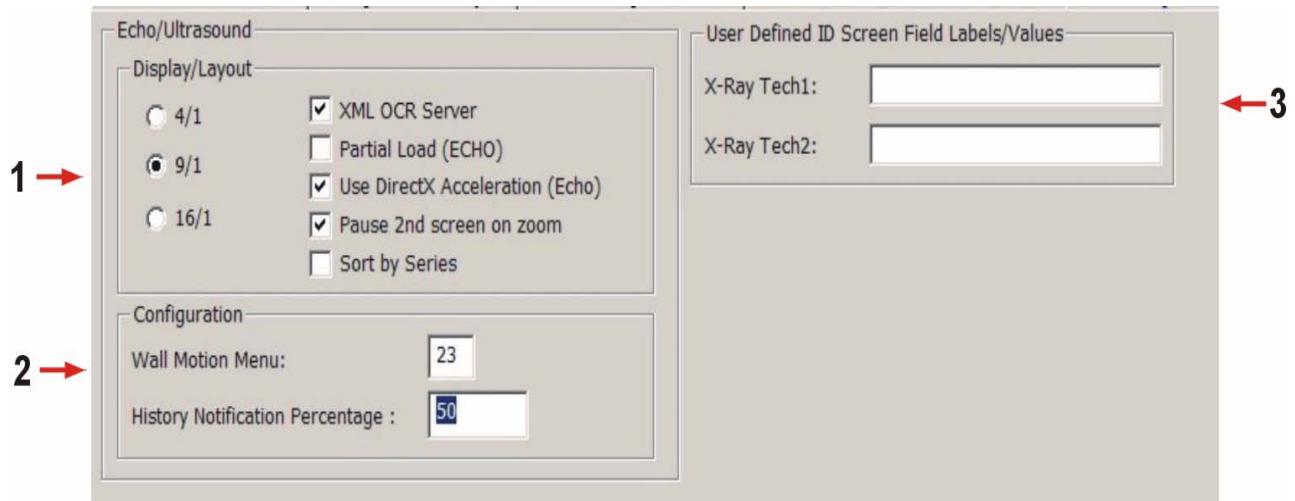 Echo/Ultrasound
Display/Layout
4/1
9/1
16/1
XML OCR Server
Partial Load (ECHO)
Use DirectX Acceleration (Echo)
Pause 2nd screen on zoom
Sort by Series
1
Configuration
Wall Motion Menu: 23
History Notification Percentage : 50
2
User Defined ID Screen Field Labels/Values
X-Ray Tech1:
X-Ray Tech2:
3